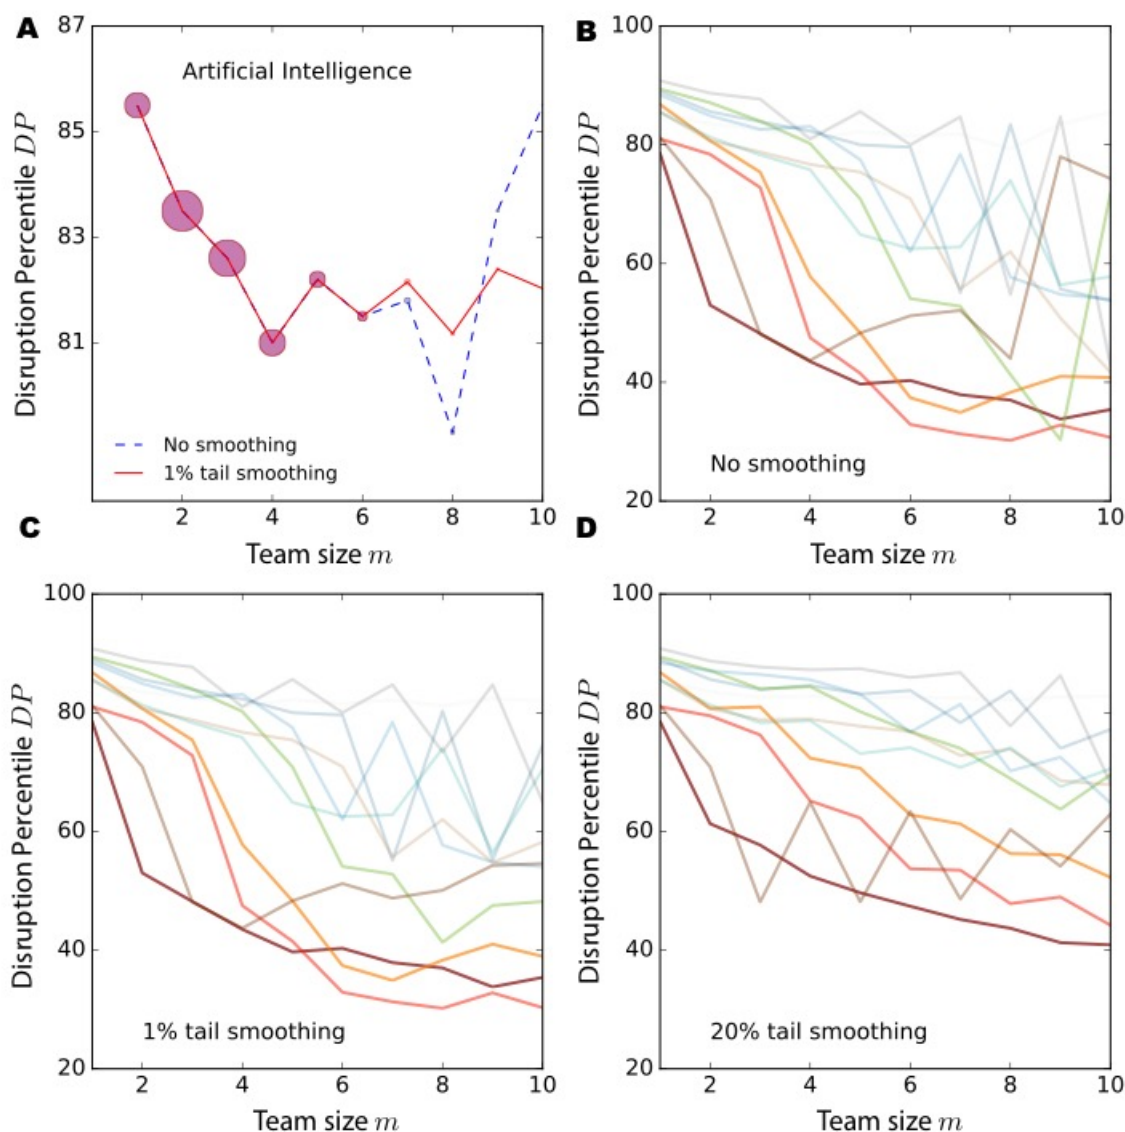 A
87
85
83
81
Disruption Percentile DP
Artificial Intelligence
No smoothing
1% tail smoothing
2 4 6 8 10
Team size m
B
100
80
60
40
20
Disruption Percentile DP
No smoothing
2 4 6 8 10
Team size m
C
100
80
60
40
20
Disruption Percentile DP
1% tail smoothing
2 4 6 8 10
Team size m
D
100
80
60
40
20
Disruption Percentile DP
20% tail smoothing
2 4 6 8 10
Team size m